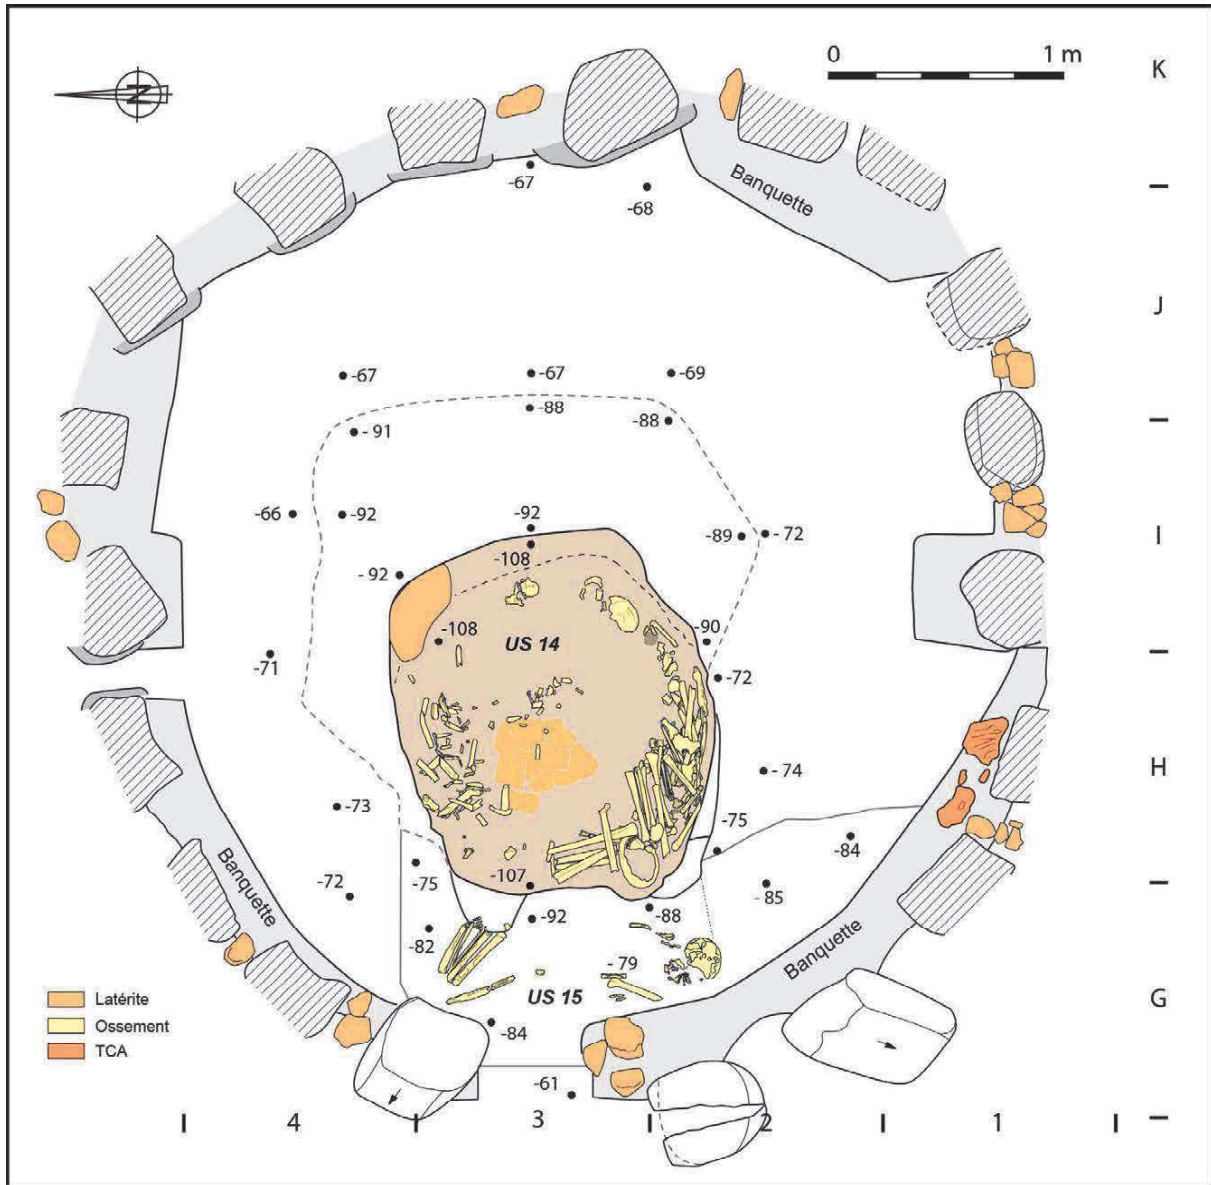 0 1 m
K
N
-67
-68
Banquette
J
-67 -67 -69
-88
-88
- 91
-66 -92 -92
-89 - 72
I
-108
- 92
-108 -90
US 14
-71
-72
H
- 74
-73
-75
-84
-75
-107
-72
- 85
-92 -88
Banquette
-82
- 79
Banquette
US 15
G
-84
-61
Latérite
Ossement
TCA
4 3 2 1